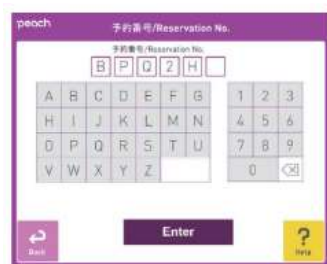 peach
予約番号/Reservation No.
予約番号/Reservation No.
B P Q 2 H
A B C D E F G 1 2 3
H I J K L M N 4 5 6
O P Q R S T U 7 8 9
V W X Y Z 0
Back
Enter
?
Help